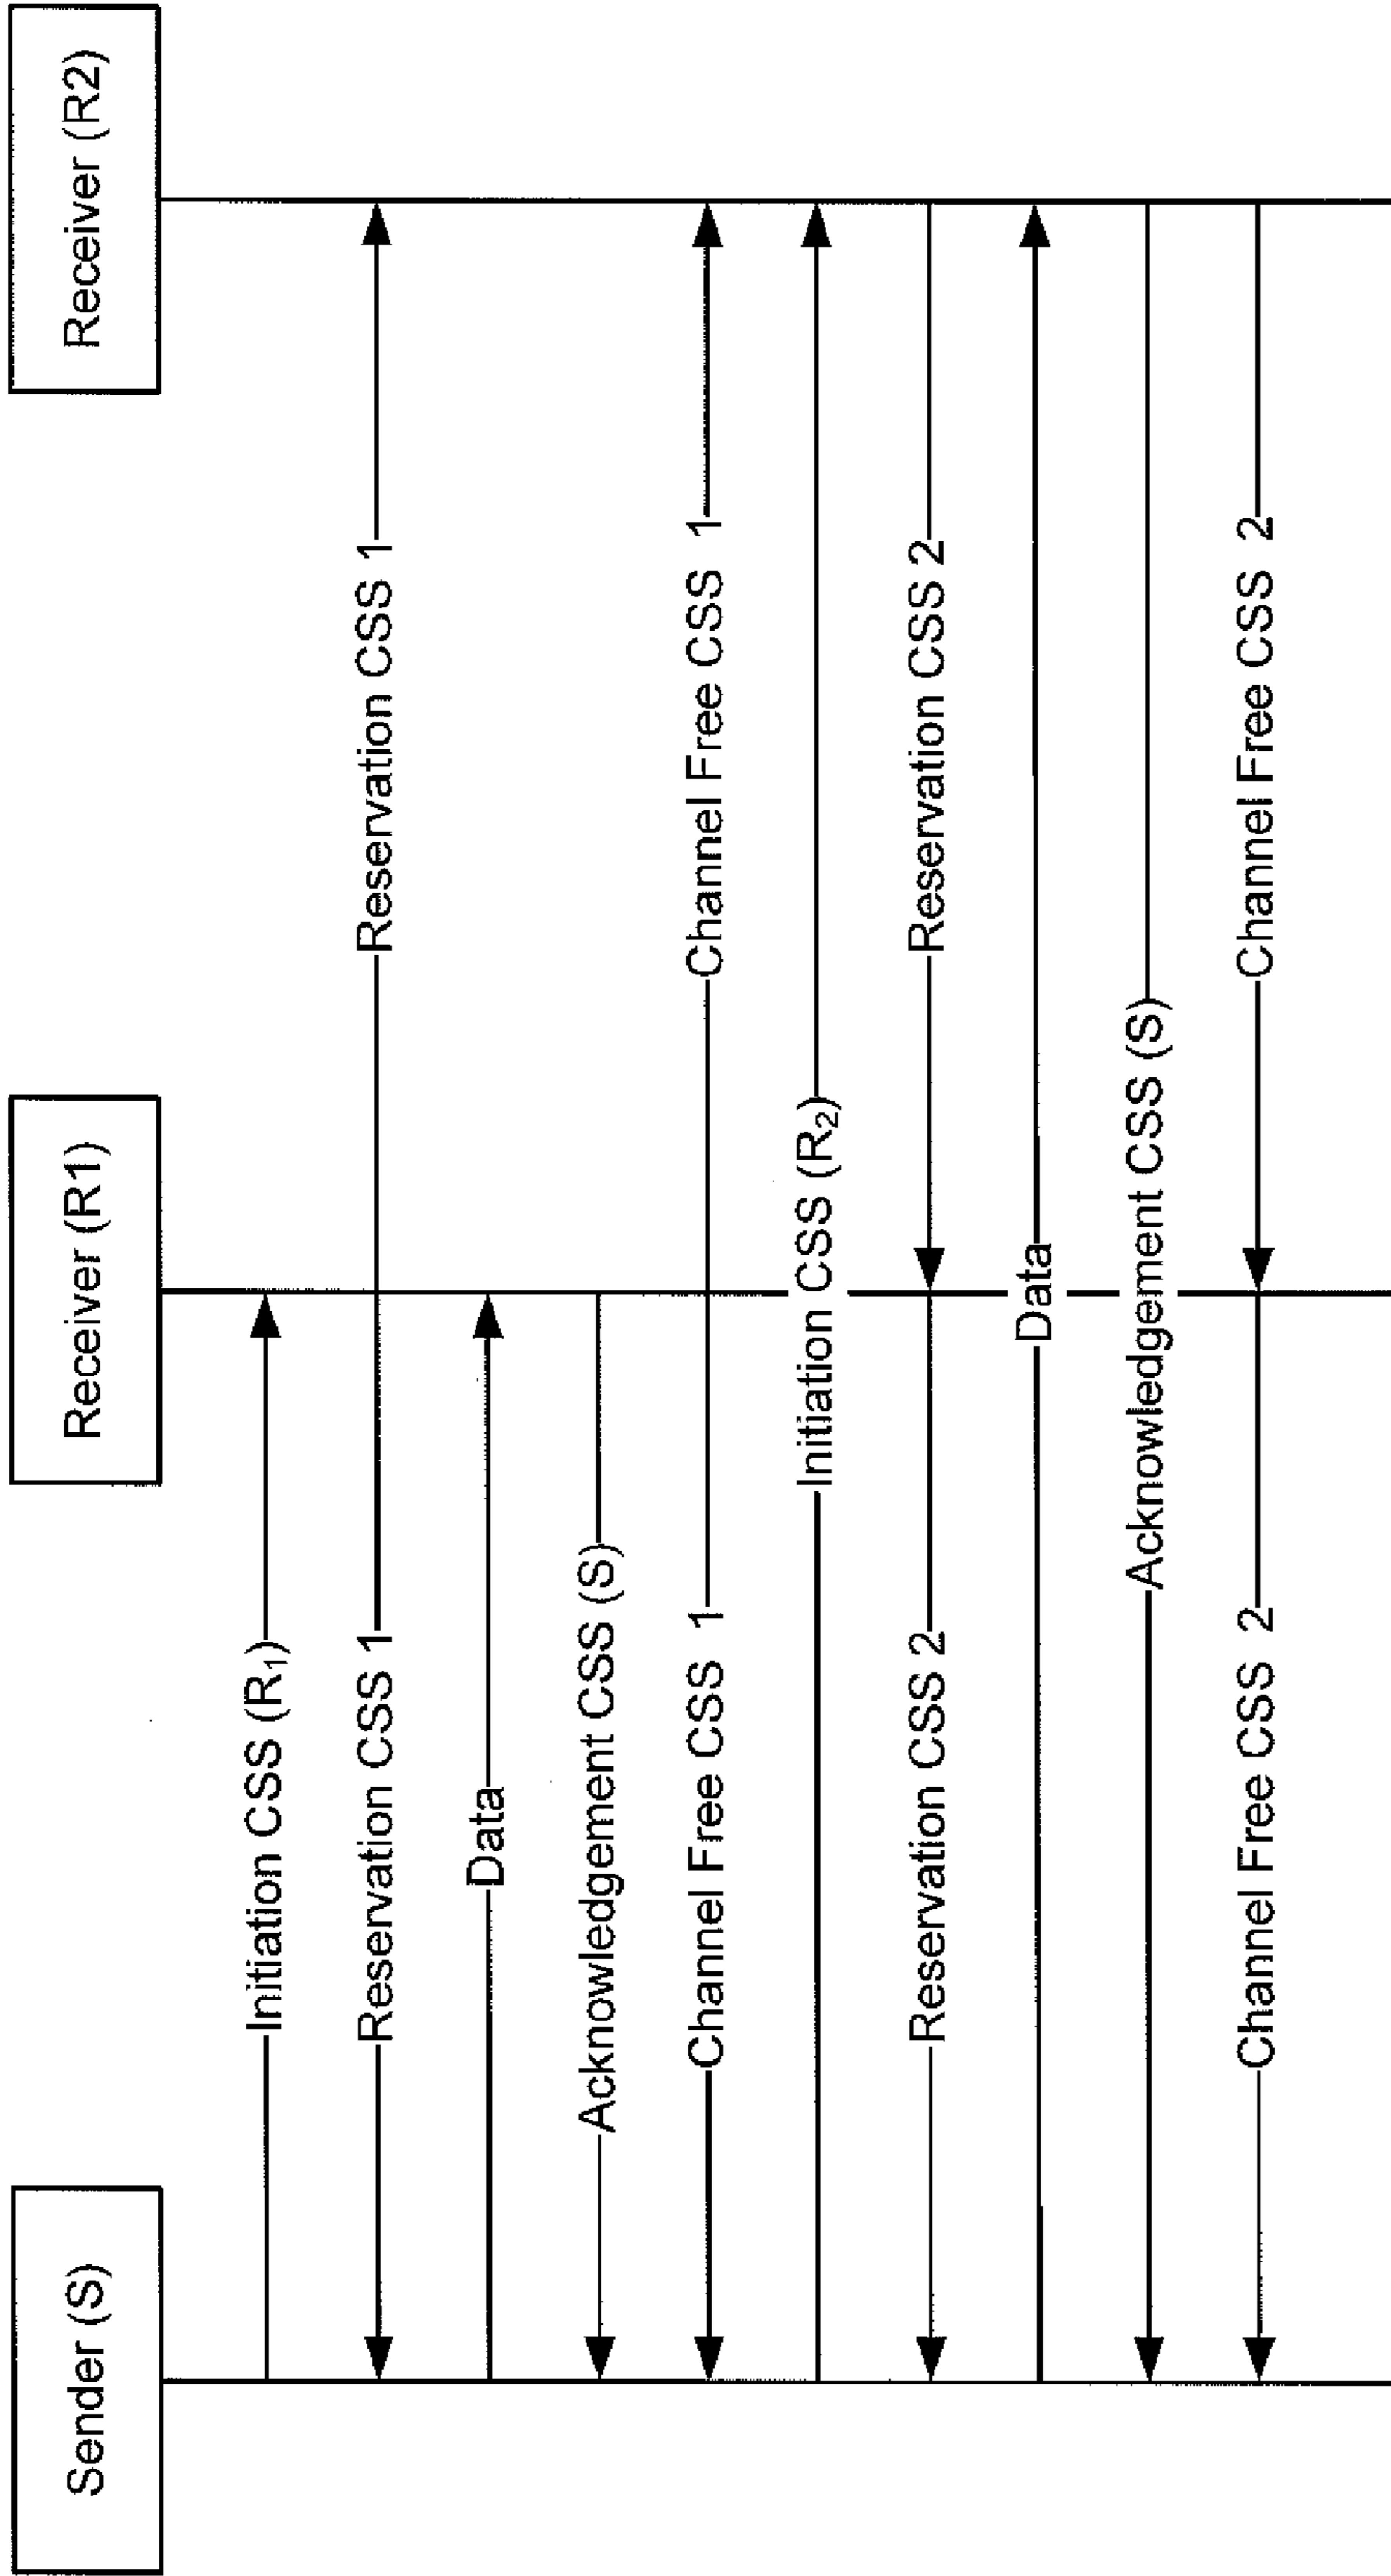 Sender (S)
Receiver (R1)
Receiver (R2)
Initiation CSS (R₁)
Reservation CSS 1
Reservation CSS 1
Data
Acknowledgement CSS (S)
Channel Free CSS 1
Channel Free CSS 1
Initiation CSS (R₂)
Reservation CSS 2
Reservation CSS 2
Data
Acknowledgement CSS (S)
Channel Free CSS 2
Channel Free CSS 2